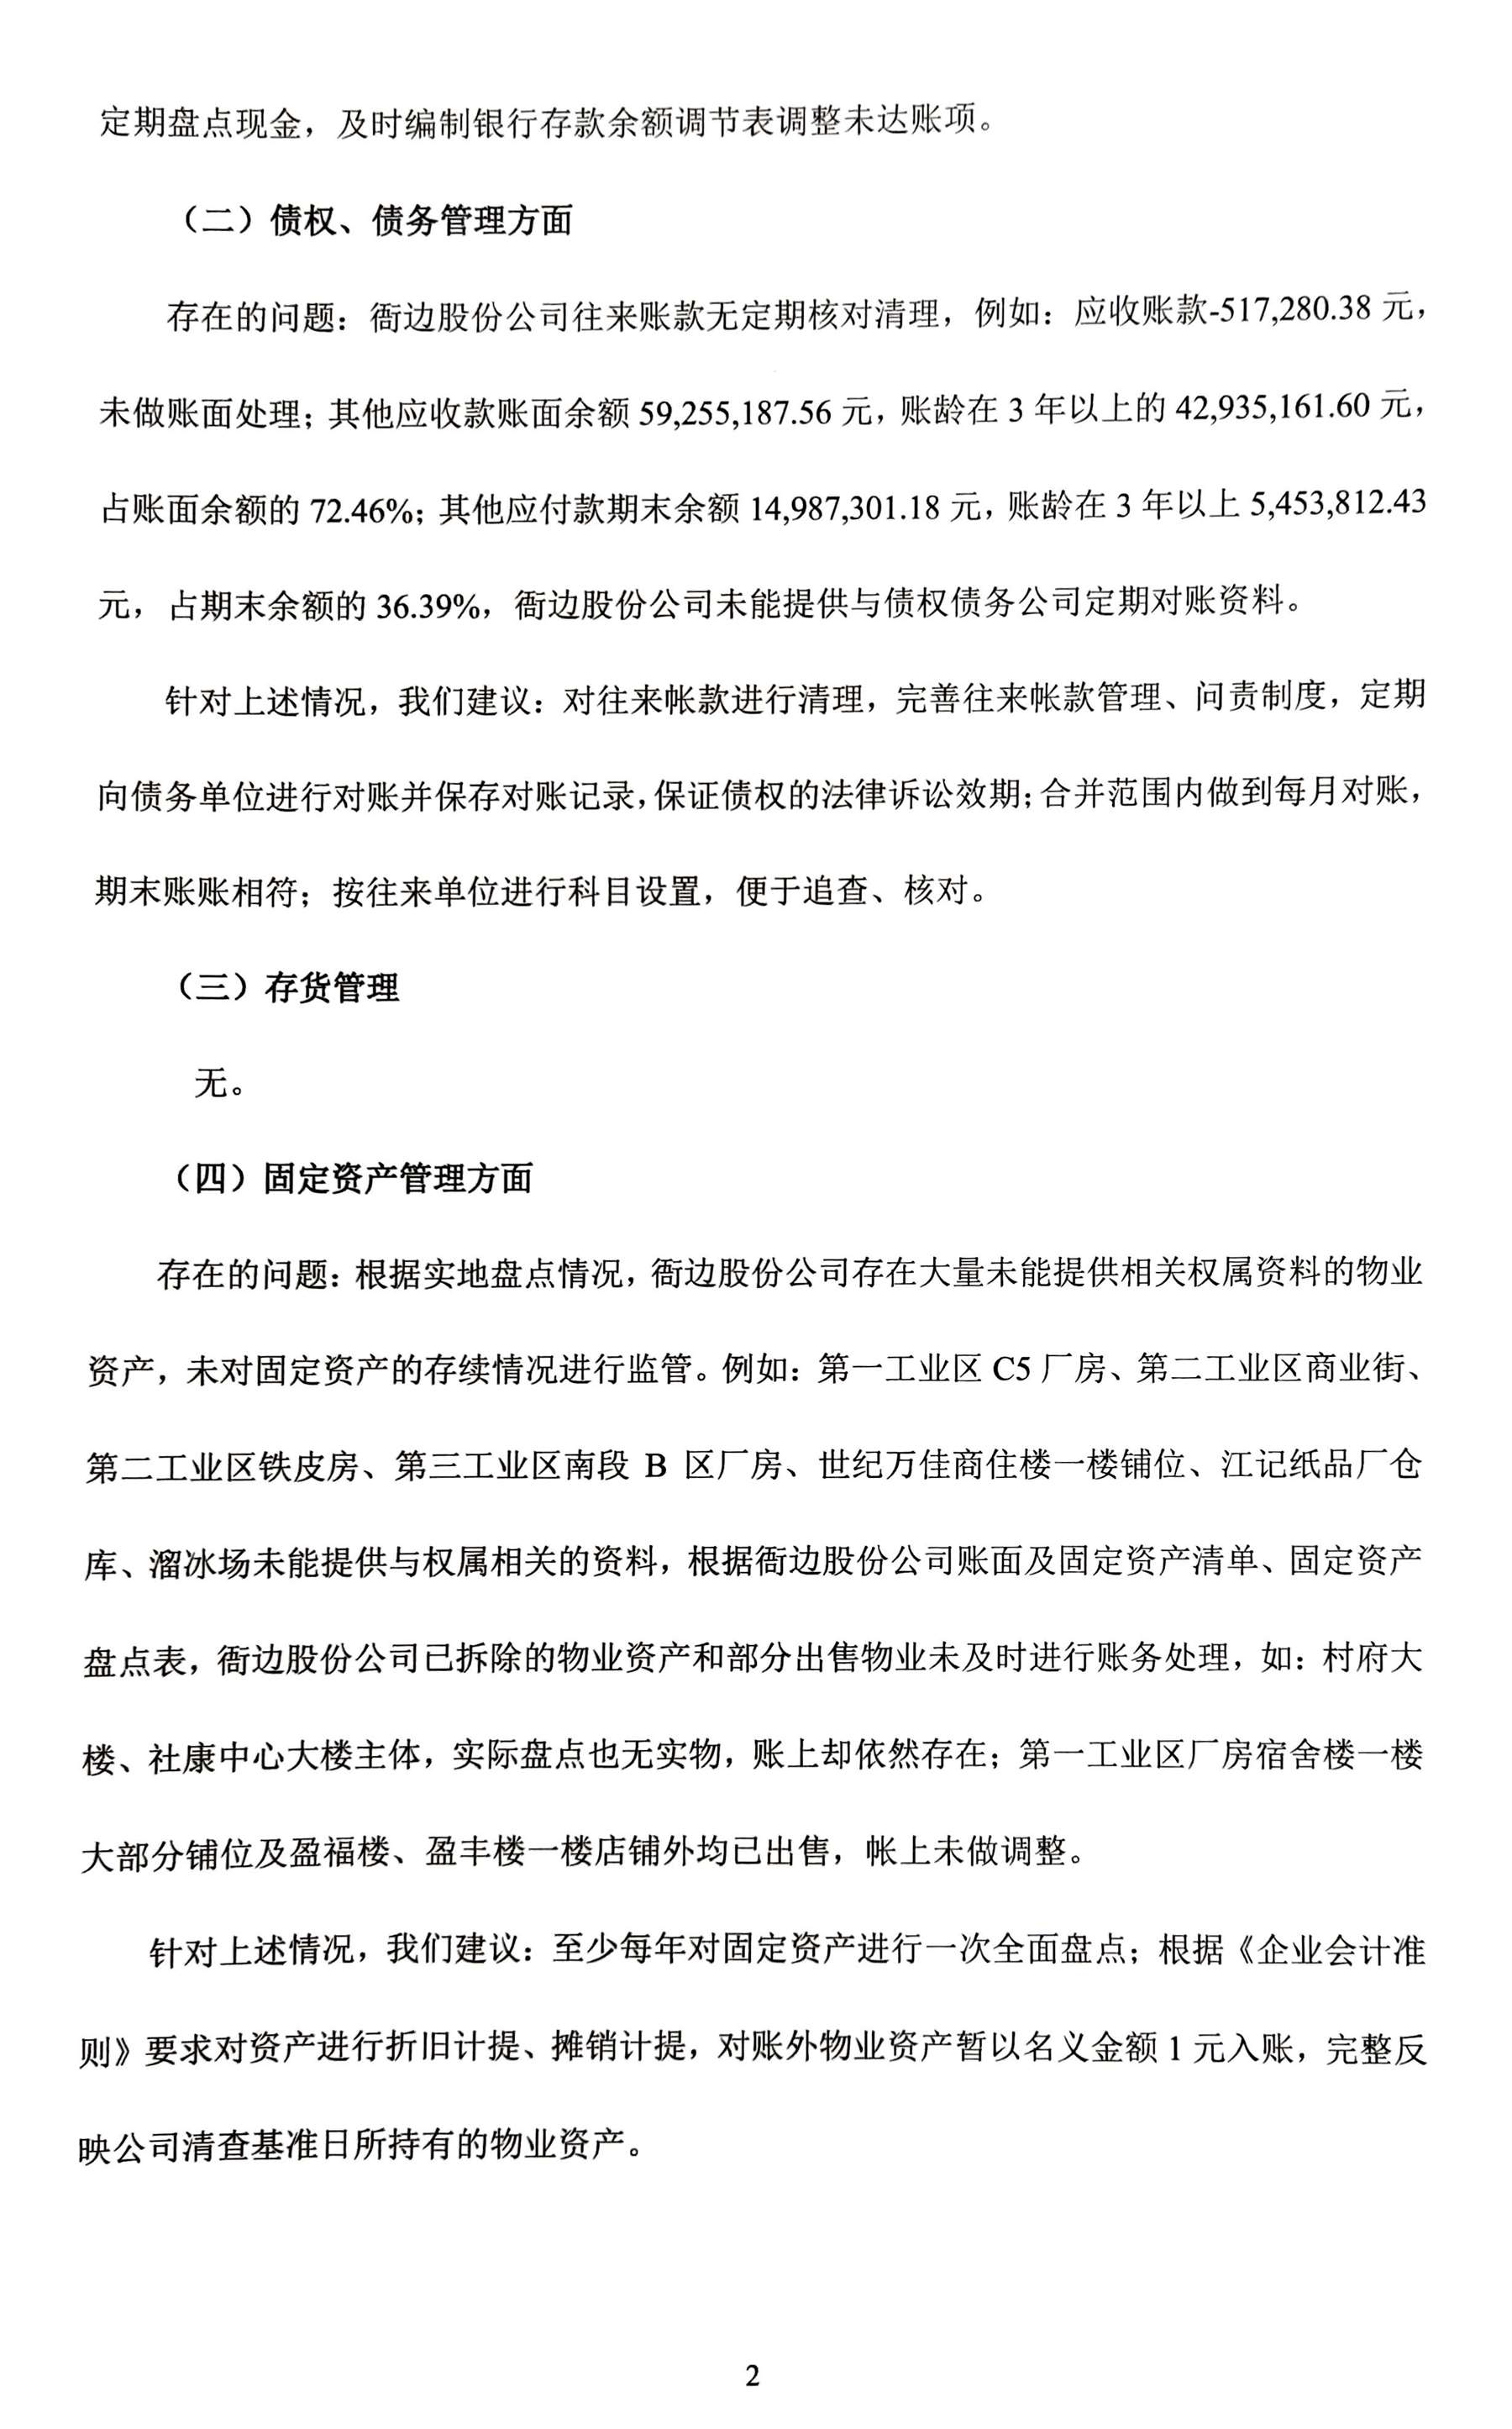 定期盘点现金，及时编制银行存款余额调节表调整未达账项。
（二）债权、债务管理方面
存在的问题：衙边股份公司往来账款无定期核对清理，例如：应收账款-517,280.38 元，
未做账面处理；其他应收款账面余额 59,255,187.56 元，账龄在 3 年以上的 42,935,161.60 元，
占账面余额的 72.46%；其他应付款期末余额 14,987,301.18 元，账龄在 3 年以上 5,453,812.43
元，占期末余额的 36.39%，衙边股份公司未能提供与债权债务公司定期对账资料。
针对上述情况，我们建议：对往来帐款进行清理，完善往来帐款管理、问责制度，定期
向债务单位进行对账并保存对账记录，保证债权的法律诉讼效期；合并范围内做到每月对账，
期末账账相符；按往来单位进行科目设置，便于追查、核对。
（三）存货管理
无。
（四）固定资产管理方面
存在的问题：根据实地盘点情况，衙边股份公司存在大量未能提供相关权属资料的物业
资产，未对固定资产的存续情况进行监管。例如：第一工业区 C5 厂房、第二工业区商业街、
第二工业区铁皮房、第三工业区南段 B 区厂房、世纪万佳商住楼一楼铺位、江记纸品厂仓
库、溜冰场未能提供与权属相关的资料，根据衙边股份公司账面及固定资产清单、固定资产
盘点表，衙边股份公司已拆除的物业资产和部分出售物业未及时进行账务处理，如：村府大
楼、社康中心大楼主体，实际盘点也无实物，账上却依然存在；第一工业区厂房宿舍楼一楼
大部分铺位及盈福楼、盈丰楼一楼店铺外均已出售，帐上未做调整。
针对上述情况，我们建议：至少每年对固定资产进行一次全面盘点；根据《企业会计准
则》要求对资产进行折旧计提、摊销计提，对账外物业资产暂以名义金额 1 元入账，完整反
映公司清查基准日所持有的物业资产。
2